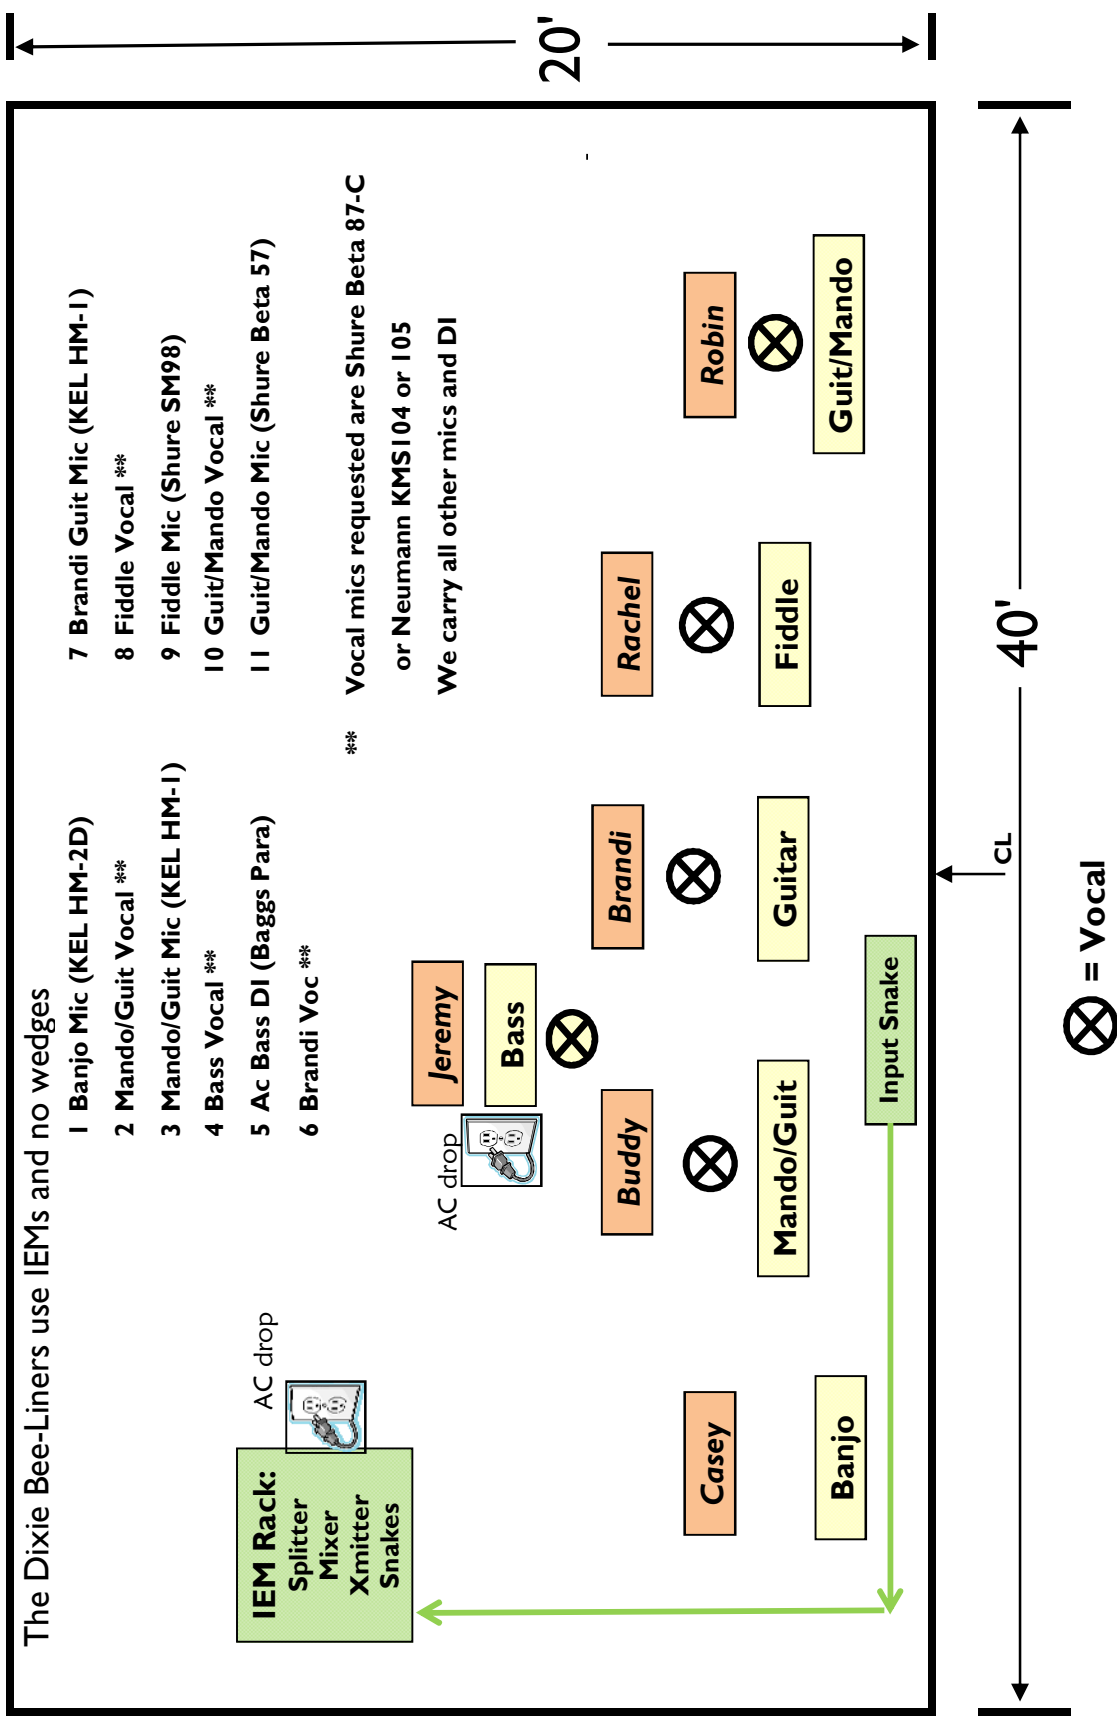 The Dixie Bee-Liners use IEMs and no wedges
1 Banjo Mic (KEL HM-2D)
2 Mando/Guit Vocal **
3 Mando/Guit Mic (KEL HM-1)
4 Bass Vocal **
5 Ac Bass DI (Baggs Para)
6 Brandi Voc **
7 Brandi Guit Mic (KEL HM-1)
8 Fiddle Vocal **
9 Fiddle Mic (Shure SM98)
10 Guit/Mando Vocal **
11 Guit/Mando Mic (Shure Beta 57)
** Vocal mics requested are Shure Beta 87-C
or Neumann KMS104 or 105
We carry all other mics and DI
AC drop
IEM Rack:
Splitter
Mixer
Xmitter
Snakes
AC drop
Jeremy
Bass
Casey
Buddy
Brandi
Rachel
Robin
Banjo
Mando/Guit
Guitar
Fiddle
Guit/Mando
Input Snake
20'
CL
40'
= Vocal